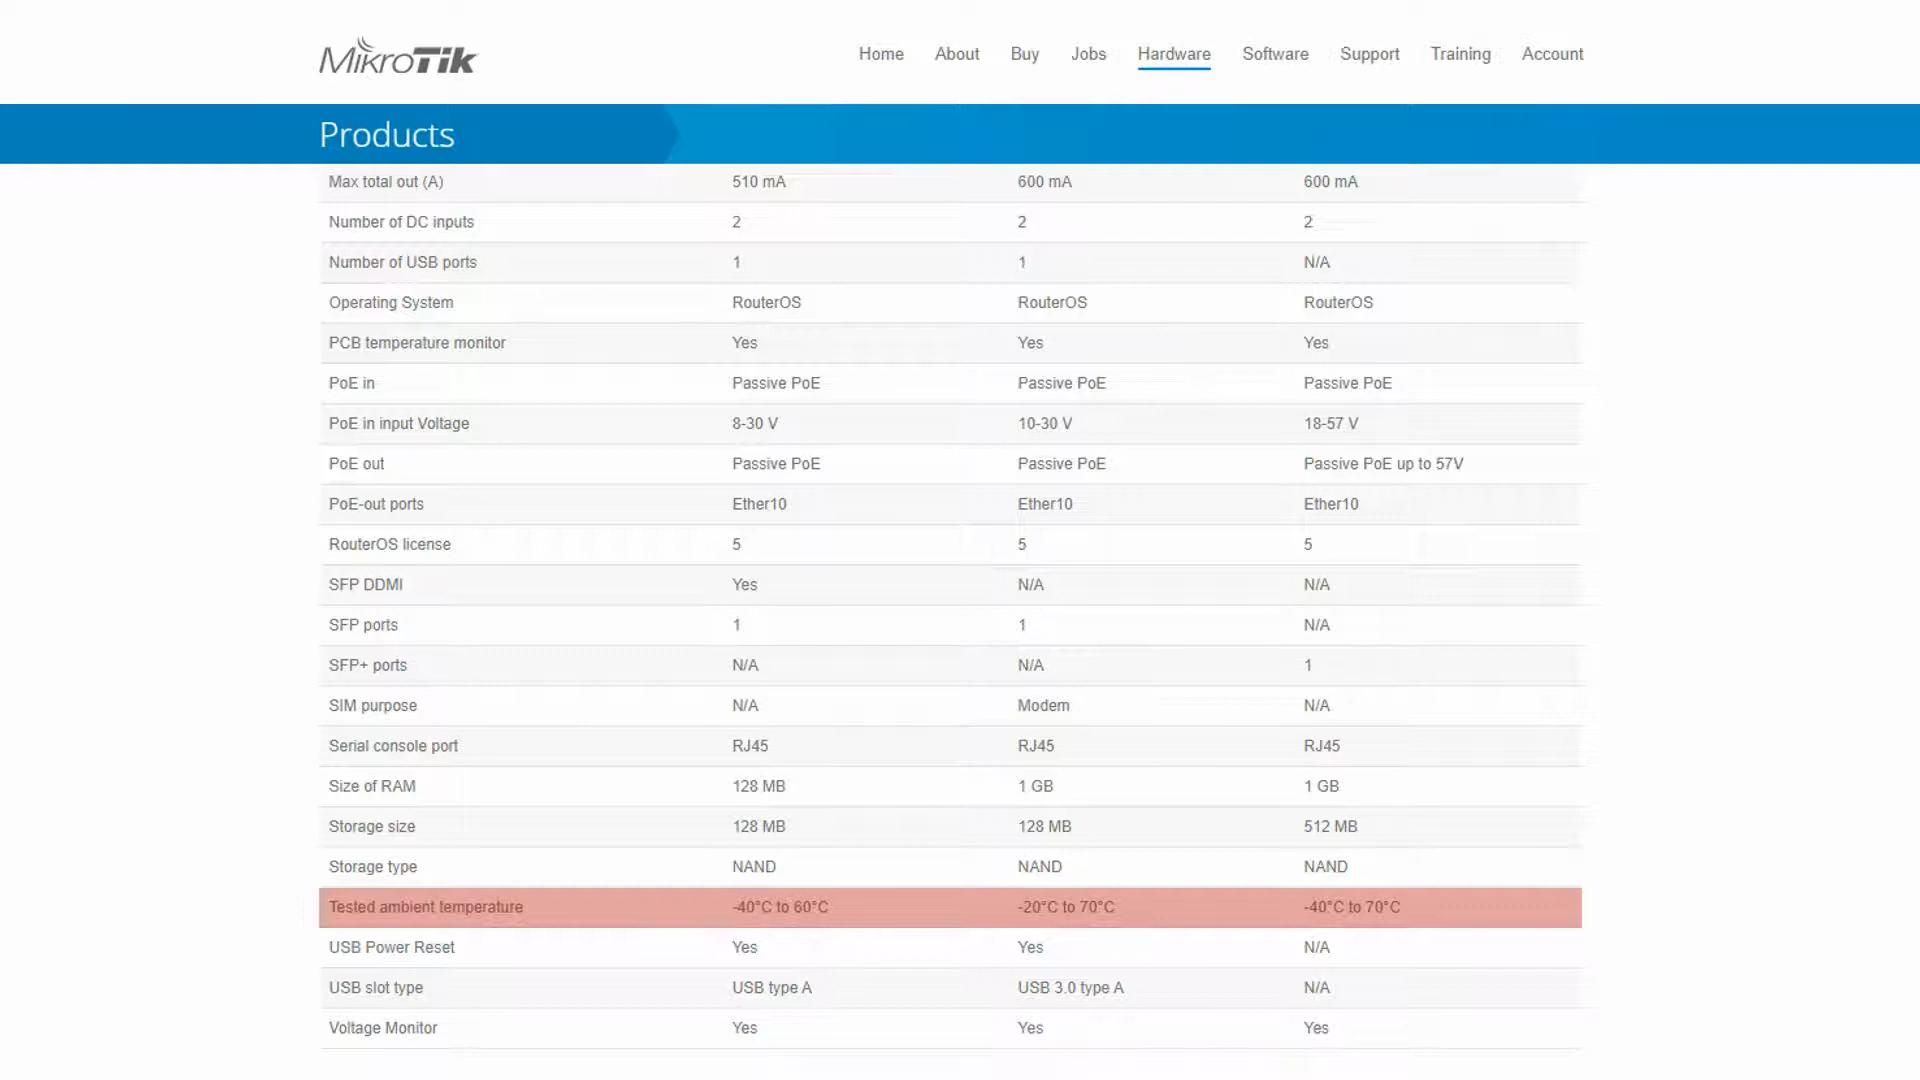 MikroTik Home About Buy Jobs Hardware Software Support Training Account
Products
Max total out (A) 510 mA 600 mA 600 mA
Number of DC inputs 2 2 2
Number of USB ports 1 1 N/A
Operating System RouterOS RouterOS RouterOS
PCB temperature monitor Yes Yes Yes
PoE in Passive PoE Passive PoE Passive PoE
PoE in input Voltage 8-30 V 10-30 V 18-57 V
PoE out Passive PoE Passive PoE Passive PoE up to 57V
PoE-out ports Ether10 Ether10 Ether10
RouterOS license 5 5 5
SFP DDMI Yes N/A N/A
SFP ports 1 1 N/A
SFP+ ports N/A N/A 1
SIM purpose N/A Modem N/A
Serial console port RJ45 RJ45 RJ45
Size of RAM 128 MB 1 GB 1 GB
Storage size 128 MB 128 MB 512 MB
Storage type NAND NAND NAND
Tested ambient temperature -40°C to 60°C -20°C to 70°C -40°C to 70°C
USB Power Reset Yes Yes N/A
USB slot type USB type A USB 3.0 type A N/A
Voltage Monitor Yes Yes Yes